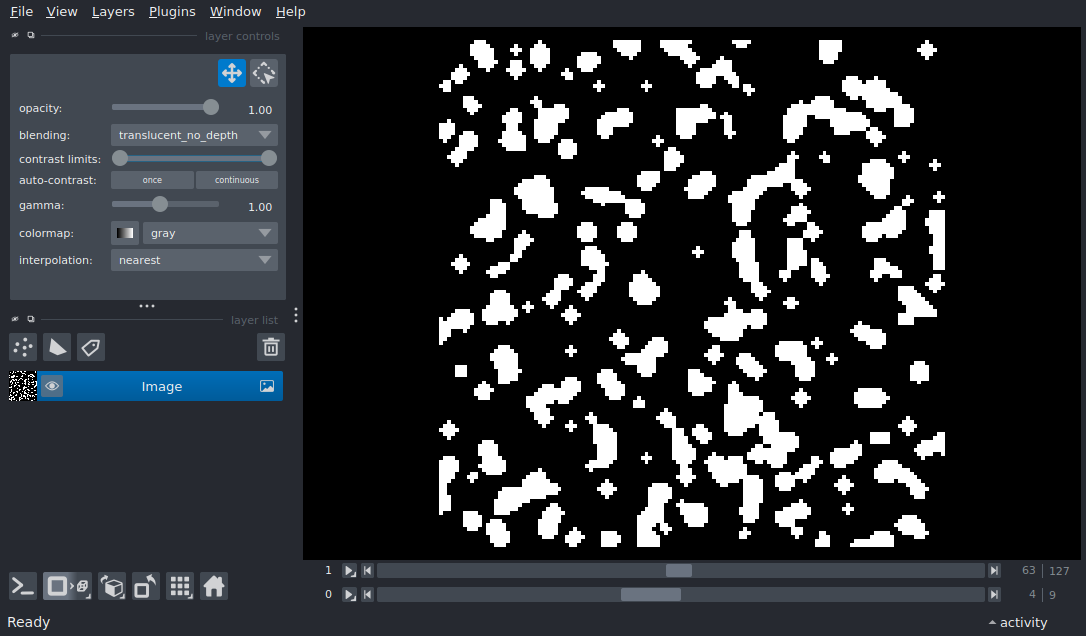 File View Layers Plugins Window Help
layer controls
opacity: 1.00
blending: translucent_no_depth
contrast limits:
auto-contrast: once continuous
gamma: 1.00
colormap: gray
interpolation: nearest
layer list
Image
1 63 127
0 4 9
Ready activity